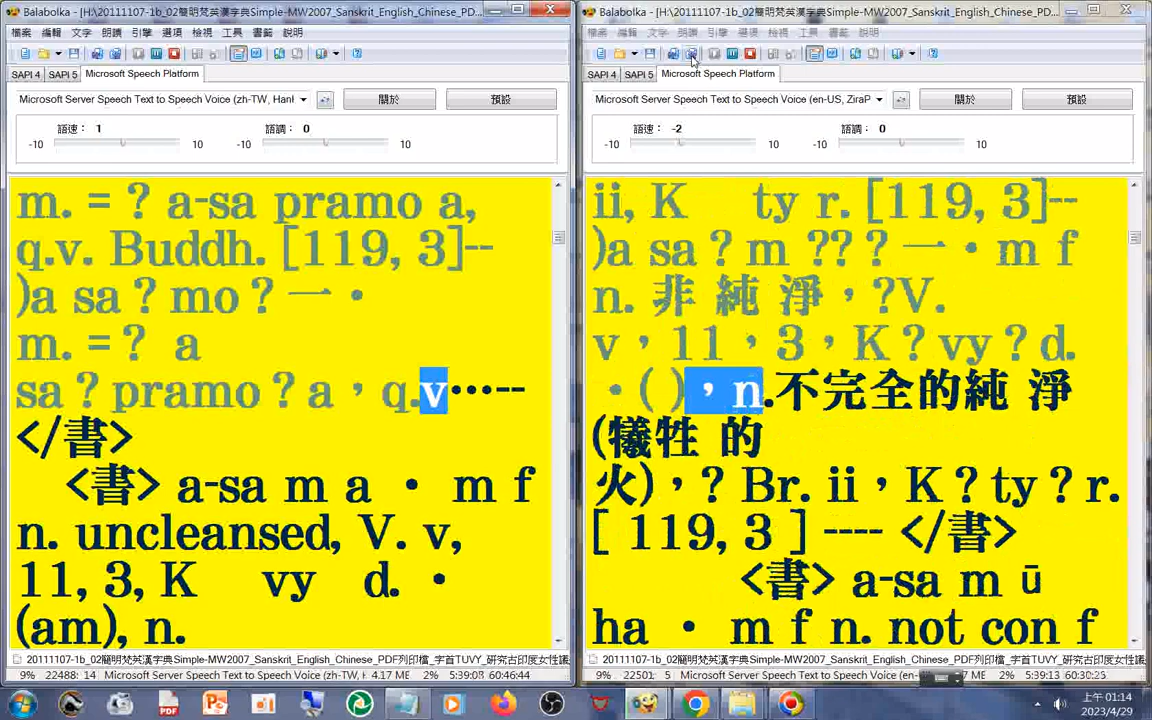 Balabolka - [H:\20111107-1b_02簡明梵英漢字典Simple-MW2007_Sanskrit_English_Chinese_PD...
檔案 編輯 文字 朗讀 引擎 選項 檢視 工具 書籤 說明
SAPI 4 SAPI 5 Microsoft Speech Platform
Microsoft Server Speech Text to Speech Voice (zh-TW, Hanl
關於 預設
語速： 1 語調： 0
-10 10 -10 10
m. = ? a-sa pramo a,
q.v. Buddh. [119, 3]--
)a sa ? mo ? 一 •
m. = ? a
sa ? pramo ? a，q.v…--
</書>
<書> a-sa m a • m f
n. uncleansed, V. v,
11, 3, K vy d. •
(am), n.
20111107-1b_02簡明梵英漢字典Simple-MW2007_Sanskrit_English_Chinese_PDF列印檔_字首TUVY_研究古印度女性議
9% 22488: 14 Microsoft Server Speech Text to Speech Voice (zh-TW, H 4.17 ME 2% 5:39:03 60:46:44
Balabolka - [H:\20111107-1b_02簡明梵英漢字典Simple-MW2007_Sanskrit_English_Chinese_PDF...
檔案 編輯 文字 朗讀 引擎 選項 檢視 工具 書籤 說明
SAPI 4 SAPI 5 Microsoft Speech Platform
Microsoft Server Speech Text to Speech Voice (en-US, ZiraP
關於 預設
語速： -2 語調： 0
-10 10 -10 10
ii, K ty r. [119, 3]--
)a sa ? m ?? ? 一 • m f
n. 非 純 淨，?V.
v，11，3，K ? vy ? d.
• ( )，n.不完全的純 淨
(犧牲 的
火)，? Br. ii，K ? ty ? r.
[ 119, 3 ] ---- </書>
<書> a-sa m ū
ha • m f n. not con f
20111107-1b_02簡明梵英漢字典Simple-MW2007_Sanskrit_English_Chinese_PDF列印檔_字首TUVY_研究古印度女性議
9% 22501: 5 Microsoft Server Speech Text to Speech Voice (en-US, Z 4.17 ME 2% 5:39:13
上午 01:14
2023/4/29